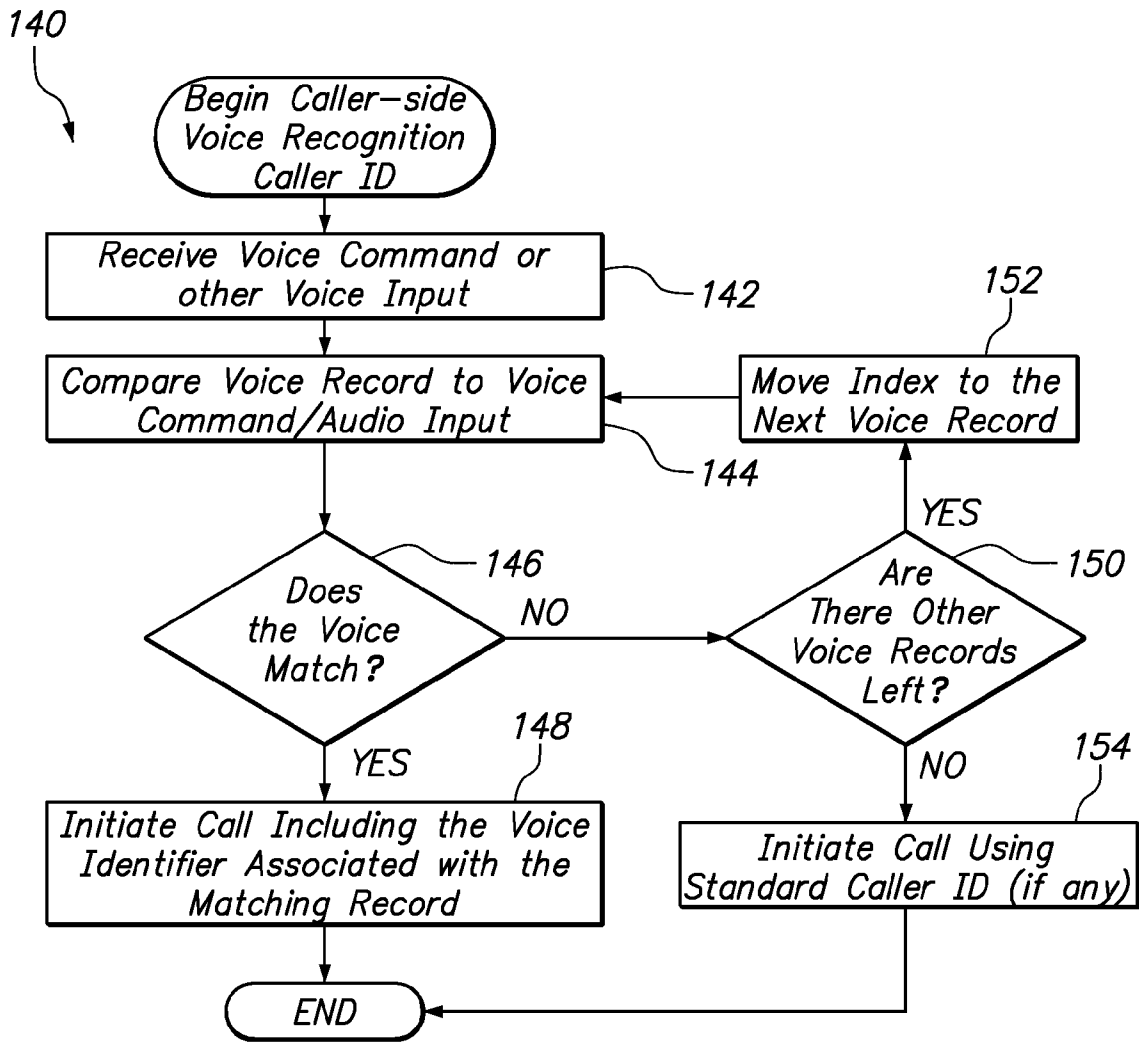 140
Begin Caller-side
Voice Recognition
Caller ID
Receive Voice Command or
other Voice Input
142
Compare Voice Record to Voice
Command/Audio Input
144
152
Move Index to the
Next Voice Record
YES
146
Does
the Voice
Match?
NO
150
Are
There Other
Voice Records
Left?
YES
148
Initiate Call Including the Voice
Identifier Associated with the
Matching Record
NO
154
Initiate Call Using
Standard Caller ID (if any)
END